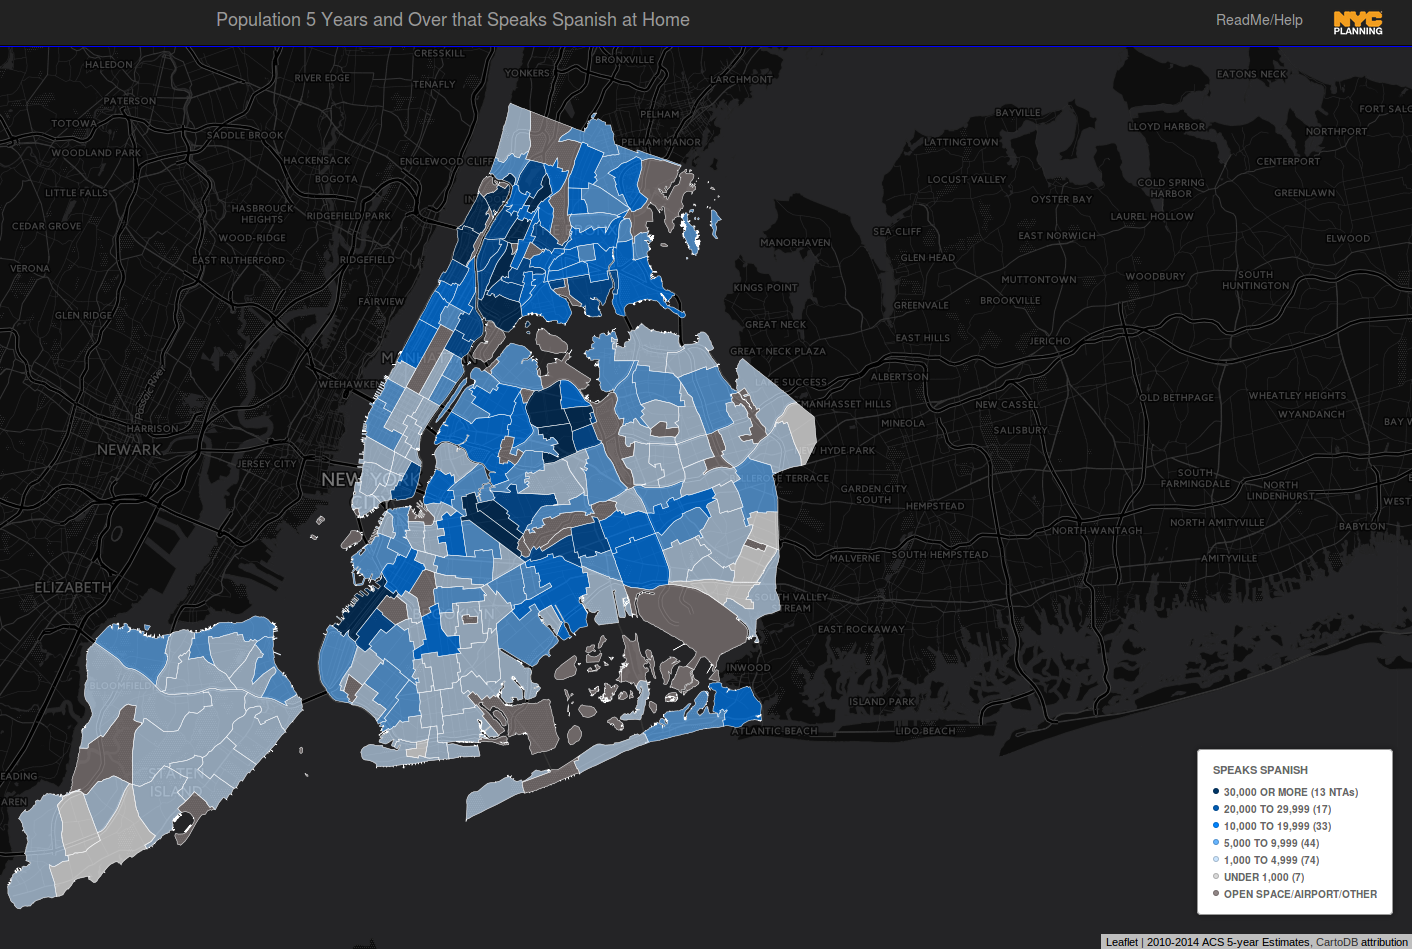 Population 5 Years and Over that Speaks Spanish at Home
ReadMe/Help
NYC
PLANNING
CRESSKILL
BRONXVILLE
HALEDON
RIVER EDGE
TENAFLY
YONKERS
LARCHMONT
EATONS NECK
PATERSON
PELHAM
BAYVILLE
FORT SALO
TOTOWA
SADDLE BROOK
PELHAM MANOR
LATTINGTOWN
LLOYD HARBOR
NORTHPORT
WOODLAND PARK
HACKENSACK
ENGLEWOOD CLIFF
CENTERPORT
BOGOTA
LOCUST VALLEY
COLD SPRING
HARBOR
LITTLE FALLS
GREENLAWN
OYSTER BAY
HASBROUCK
HEIGHTS
RIDGEFIELD PARK
LAUREL HOLLOW
CEDAR GROVE
SEA CLIFF
EAST NORWICH
ELWOOD
WOOD-RIDGE
MANORHAVEN
EAST RUTHERFORD
RIDGEFIELD
GLEN HEAD
VERONA
MUTTONTOWN
WOODBURY
SOUTH
HUNTINGTON
KINGS POINT
FAIRVIEW
GREENVALE
BROOKVILLE
GLEN RIDGE
GREAT NECK
EAST HILLS
JERICHO
MANHA
GREAT NECK PLAZA
Passaic River
WEEHAWKEN
LAKE SUCCESS
ALBERTSON
OLD BETHPAGE
WHEATLEY HEIGHTS
MANHASSET HILLS
NEW CASSEL
WYANDANCH
HARRISON
MINEOLA
SALISBURY
BAY
NEWARK
JERSEY CITY
EW HYDE PARK
NEW YORK
LLEROSE TERRACE
SOUTH
FARMINGDALE
GARDEN CITY
SOUTH
NORTH
LINDENHURST
HEMPSTEAD
WEST
NORTH WANTAGH
NORTH AMITYVILLE
BABYLON
MALVERNE
SOUTH HEMPSTEAD
AMITYVILLE
ELIZABETH
SOUTH VALLEY
TREAM
EAST ROCKAWAY
INWOOD
BLOOMFIELD
ISLAND PARK
ATLANTIC BEACH
LIDO BEACH
STATEN
ISLAND
EADING
AREN
SPEAKS SPANISH
30,000 OR MORE (13 NTAs)
20,000 TO 29,999 (17)
10,000 TO 19,999 (33)
5,000 TO 9,999 (44)
1,000 TO 4,999 (74)
UNDER 1,000 (7)
OPEN SPACE/AIRPORT/OTHER
Leaflet | 2010-2014 ACS 5-year Estimates, CartoDB attribution